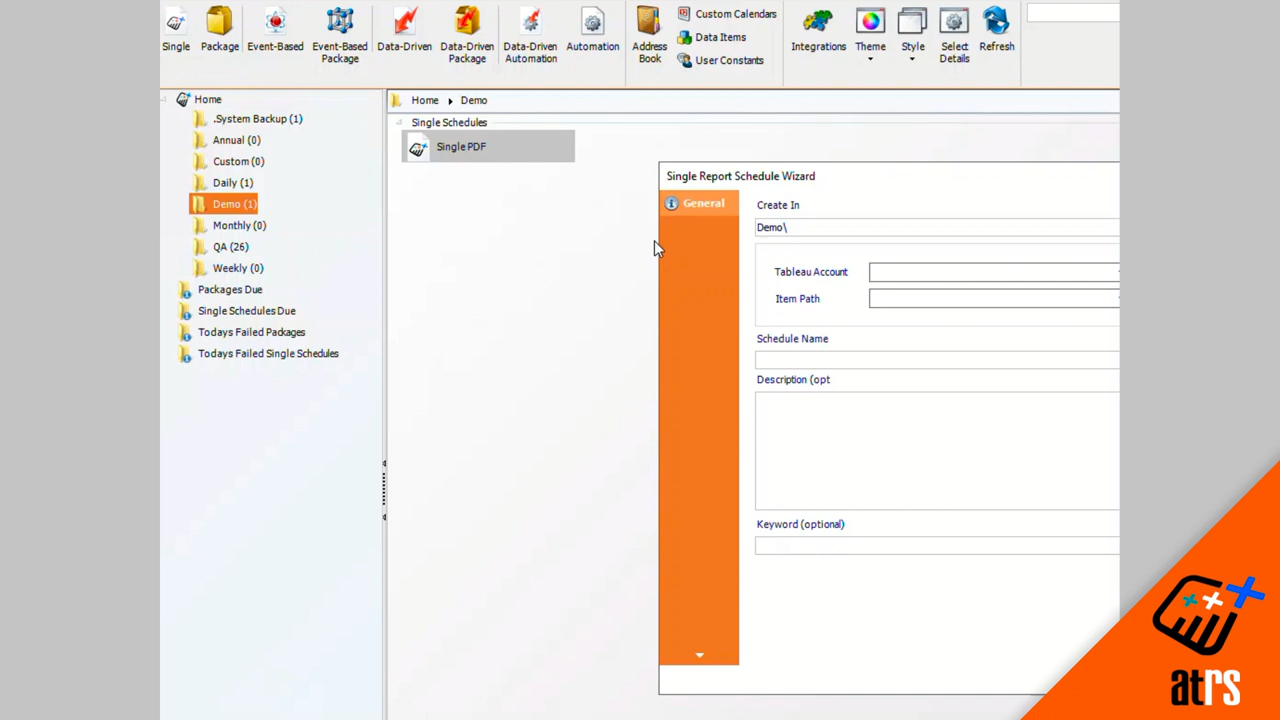 Single
Package
Event-Based
Event-Based
Package
Data-Driven
Data-Driven
Package
Data-Driven
Automation
Automation
Address
Book
Custom Calendars
Data Items
User Constants
Integrations
Theme
Style
Select
Details
Refresh
Home
.System Backup (1)
Annual (0)
Custom (0)
Daily (1)
Demo (1)
Monthly (0)
QA (26)
Weekly (0)
Packages Due
Single Schedules Due
Todays Failed Packages
Todays Failed Single Schedules
Home Demo
Single Schedules
Single PDF
Single Report Schedule Wizard
General
Create In
Demo\
Tableau Account
Item Path
Schedule Name
Description (opt
Keyword (optional)
atrs